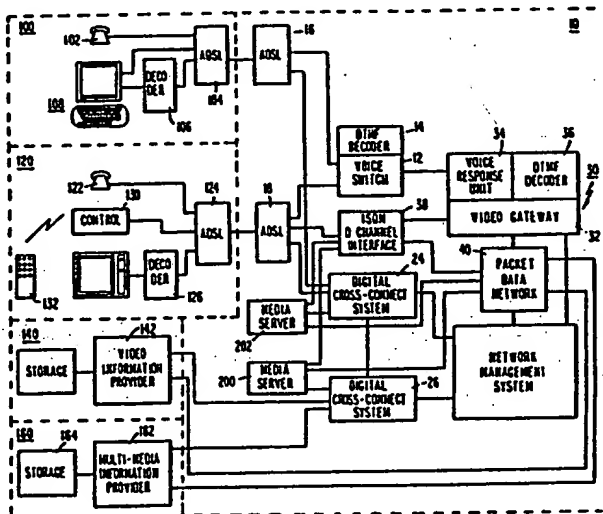 100
102
108
DECODER
106
ADSL
104
ADSL
16
10
DTMF DECODER
14
VOICE SWITCH
12
34
36
VOICE RESPONSE UNIT
DTMF DECODER
30
VIDEO GATEWAY
32
120
122
130
CONTROL
124
ADSL
18
ADSL
132
DECODER
126
38
ISDN D CHANNEL INTERFACE
40
PACKET DATA NETWORK
24
DIGITAL CROSS-CONNECT SYSTEM
MEDIA SERVER
202
140
142
STORAGE
VIDEO INFORMATION PROVIDER
200
MEDIA SERVER
DIGITAL CROSS-CONNECT SYSTEM
26
NETWORK MANAGEMENT SYSTEM
160
164
162
STORAGE
MULTI-MEDIA INFORMATION PROVIDER